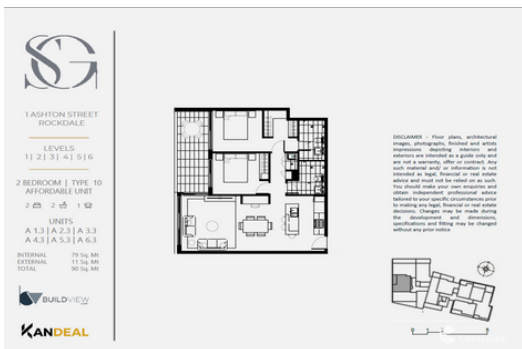 SG
1 ASHTON STREET
ROCKDALE
LEVELS
1| 2| 3| 4| 5| 6
2 BEDROOM | TYPE 10
AFFORDABLE UNIT
2 2 1
UNITS
A 1.3 | A 2.3 | A 3.3
A 4.3 | A 5.3 | A 6.3
INTERNAL 79 Sq. Mt
EXTERNAL 11 Sq. Mt
TOTAL 90 Sq. Mt
BUILDVIEW
KANDEAL
DISCLAIMER - Floor plans, architectural
images, photographs, finished and artists
impressions depicting interiors and
exteriors are intended as a guide only and
are not a warranty, offer or contract. Any
such material and/ or information is not
intended as legal, financial or real estate
advice and must not be relied on as such.
You should make your own enquiries and
obtain independent professional advice
tailored to your specific circumstances prior
to making any legal, financial or real estate
decisions. Changes may be made during
the development and dimensions,
specifications and fitting may be changed
without any prior notice